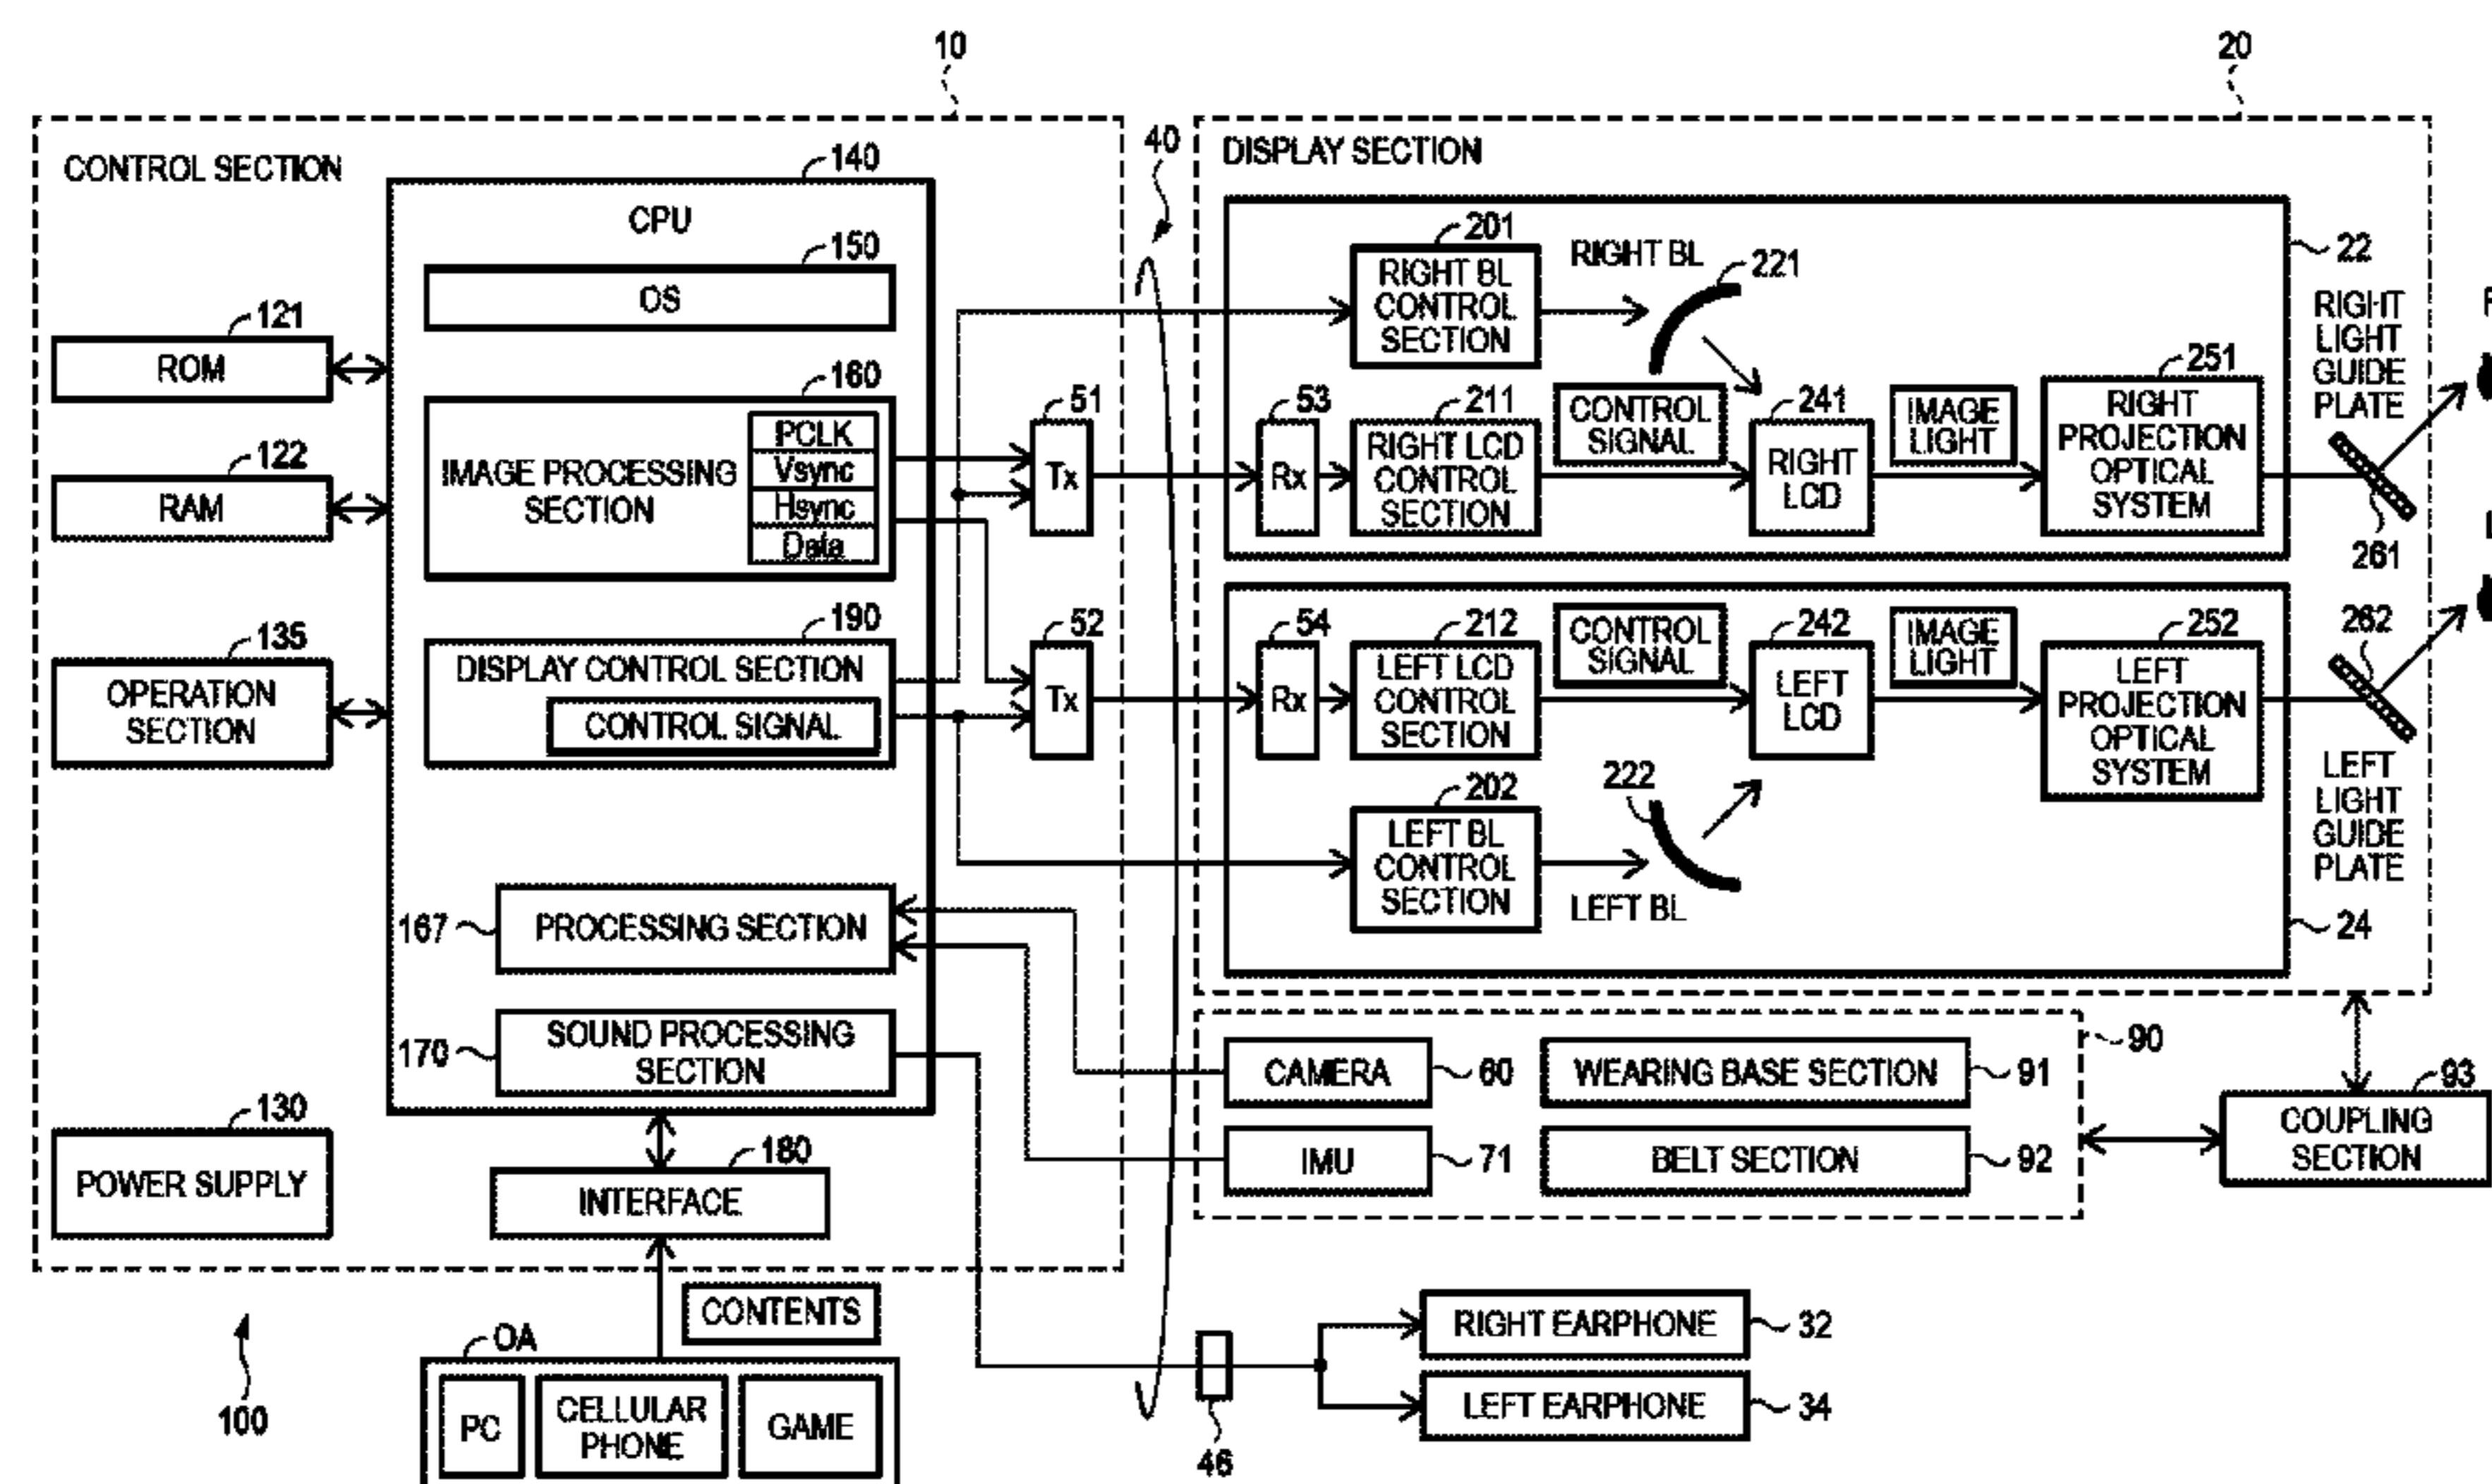 10
20
CONTROL SECTION
140
CPU
150
OS
121
ROM
160
IMAGE PROCESSING
SECTION
PCLK
Vsync
Hsync
Data
122
RAM
190
DISPLAY CONTROL SECTION
CONTROL SIGNAL
135
OPERATION
SECTION
167
PROCESSING SECTION
170
SOUND PROCESSING
SECTION
130
POWER SUPPLY
180
INTERFACE
51
Tx
52
Tx
40
DISPLAY SECTION
201
RIGHT BL
CONTROL
SECTION
RIGHT BL
221
22
53
Rx
211
RIGHT LCD
CONTROL
SECTION
CONTROL
SIGNAL
241
RIGHT
LCD
IMAGE
LIGHT
251
RIGHT
PROJECTION
OPTICAL
SYSTEM
RIGHT
LIGHT
GUIDE
PLATE
261
54
Rx
212
LEFT LCD
CONTROL
SECTION
CONTROL
SIGNAL
242
LEFT
LCD
IMAGE
LIGHT
252
LEFT
PROJECTION
OPTICAL
SYSTEM
262
LEFT
LIGHT
GUIDE
PLATE
202
LEFT BL
CONTROL
SECTION
222
LEFT BL
24
90
CAMERA
60
WEARING BASE SECTION
91
IMU
71
BELT SECTION
92
93
COUPLING
SECTION
CONTENTS
OA
PC
CELLULAR
PHONE
GAME
100
46
RIGHT EARPHONE
32
LEFT EARPHONE
34